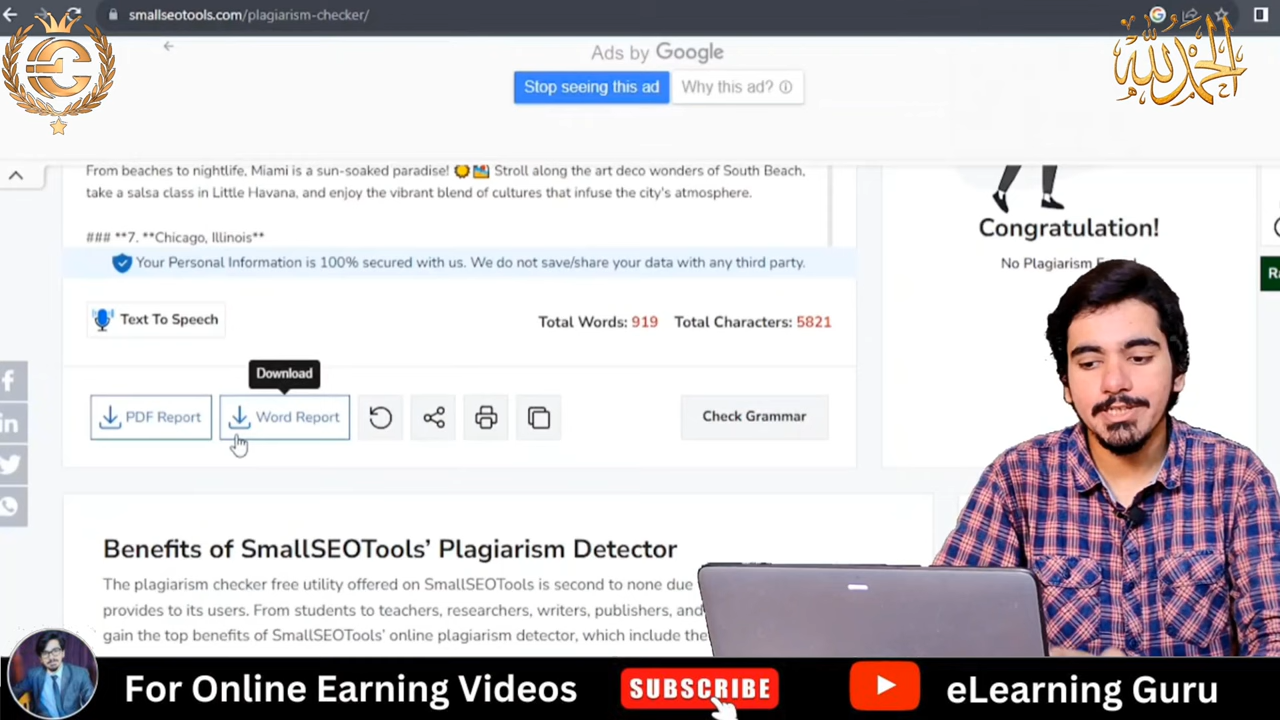 smallseotools.com/plagiarism-checker/
الحمد لله
Ads by Google
Stop seeing this ad
Why this ad?
From beaches to nightlife, Miami is a sun-soaked paradise! Stroll along the art deco wonders of South Beach,
take a salsa class in Little Havana, and enjoy the vibrant blend of cultures that infuse the city's atmosphere.
### **7. **Chicago, Illinois**
Your Personal Information is 100% secured with us. We do not save/share your data with any third party.
Congratulation!
No Plagiarism
Text To Speech
Total Words: 919 Total Characters: 5821
Download
PDF Report
Word Report
Check Grammar
Benefits of SmallSEOTools' Plagiarism Detector
The plagiarism checker free utility offered on SmallSEOTools is second to none due
provides to its users. From students to teachers, researchers, writers, publishers, and
gain the top benefits of SmallSEOTools' online plagiarism detector, which include the
For Online Earning Videos
SUBSCRIBE
eLearning Guru